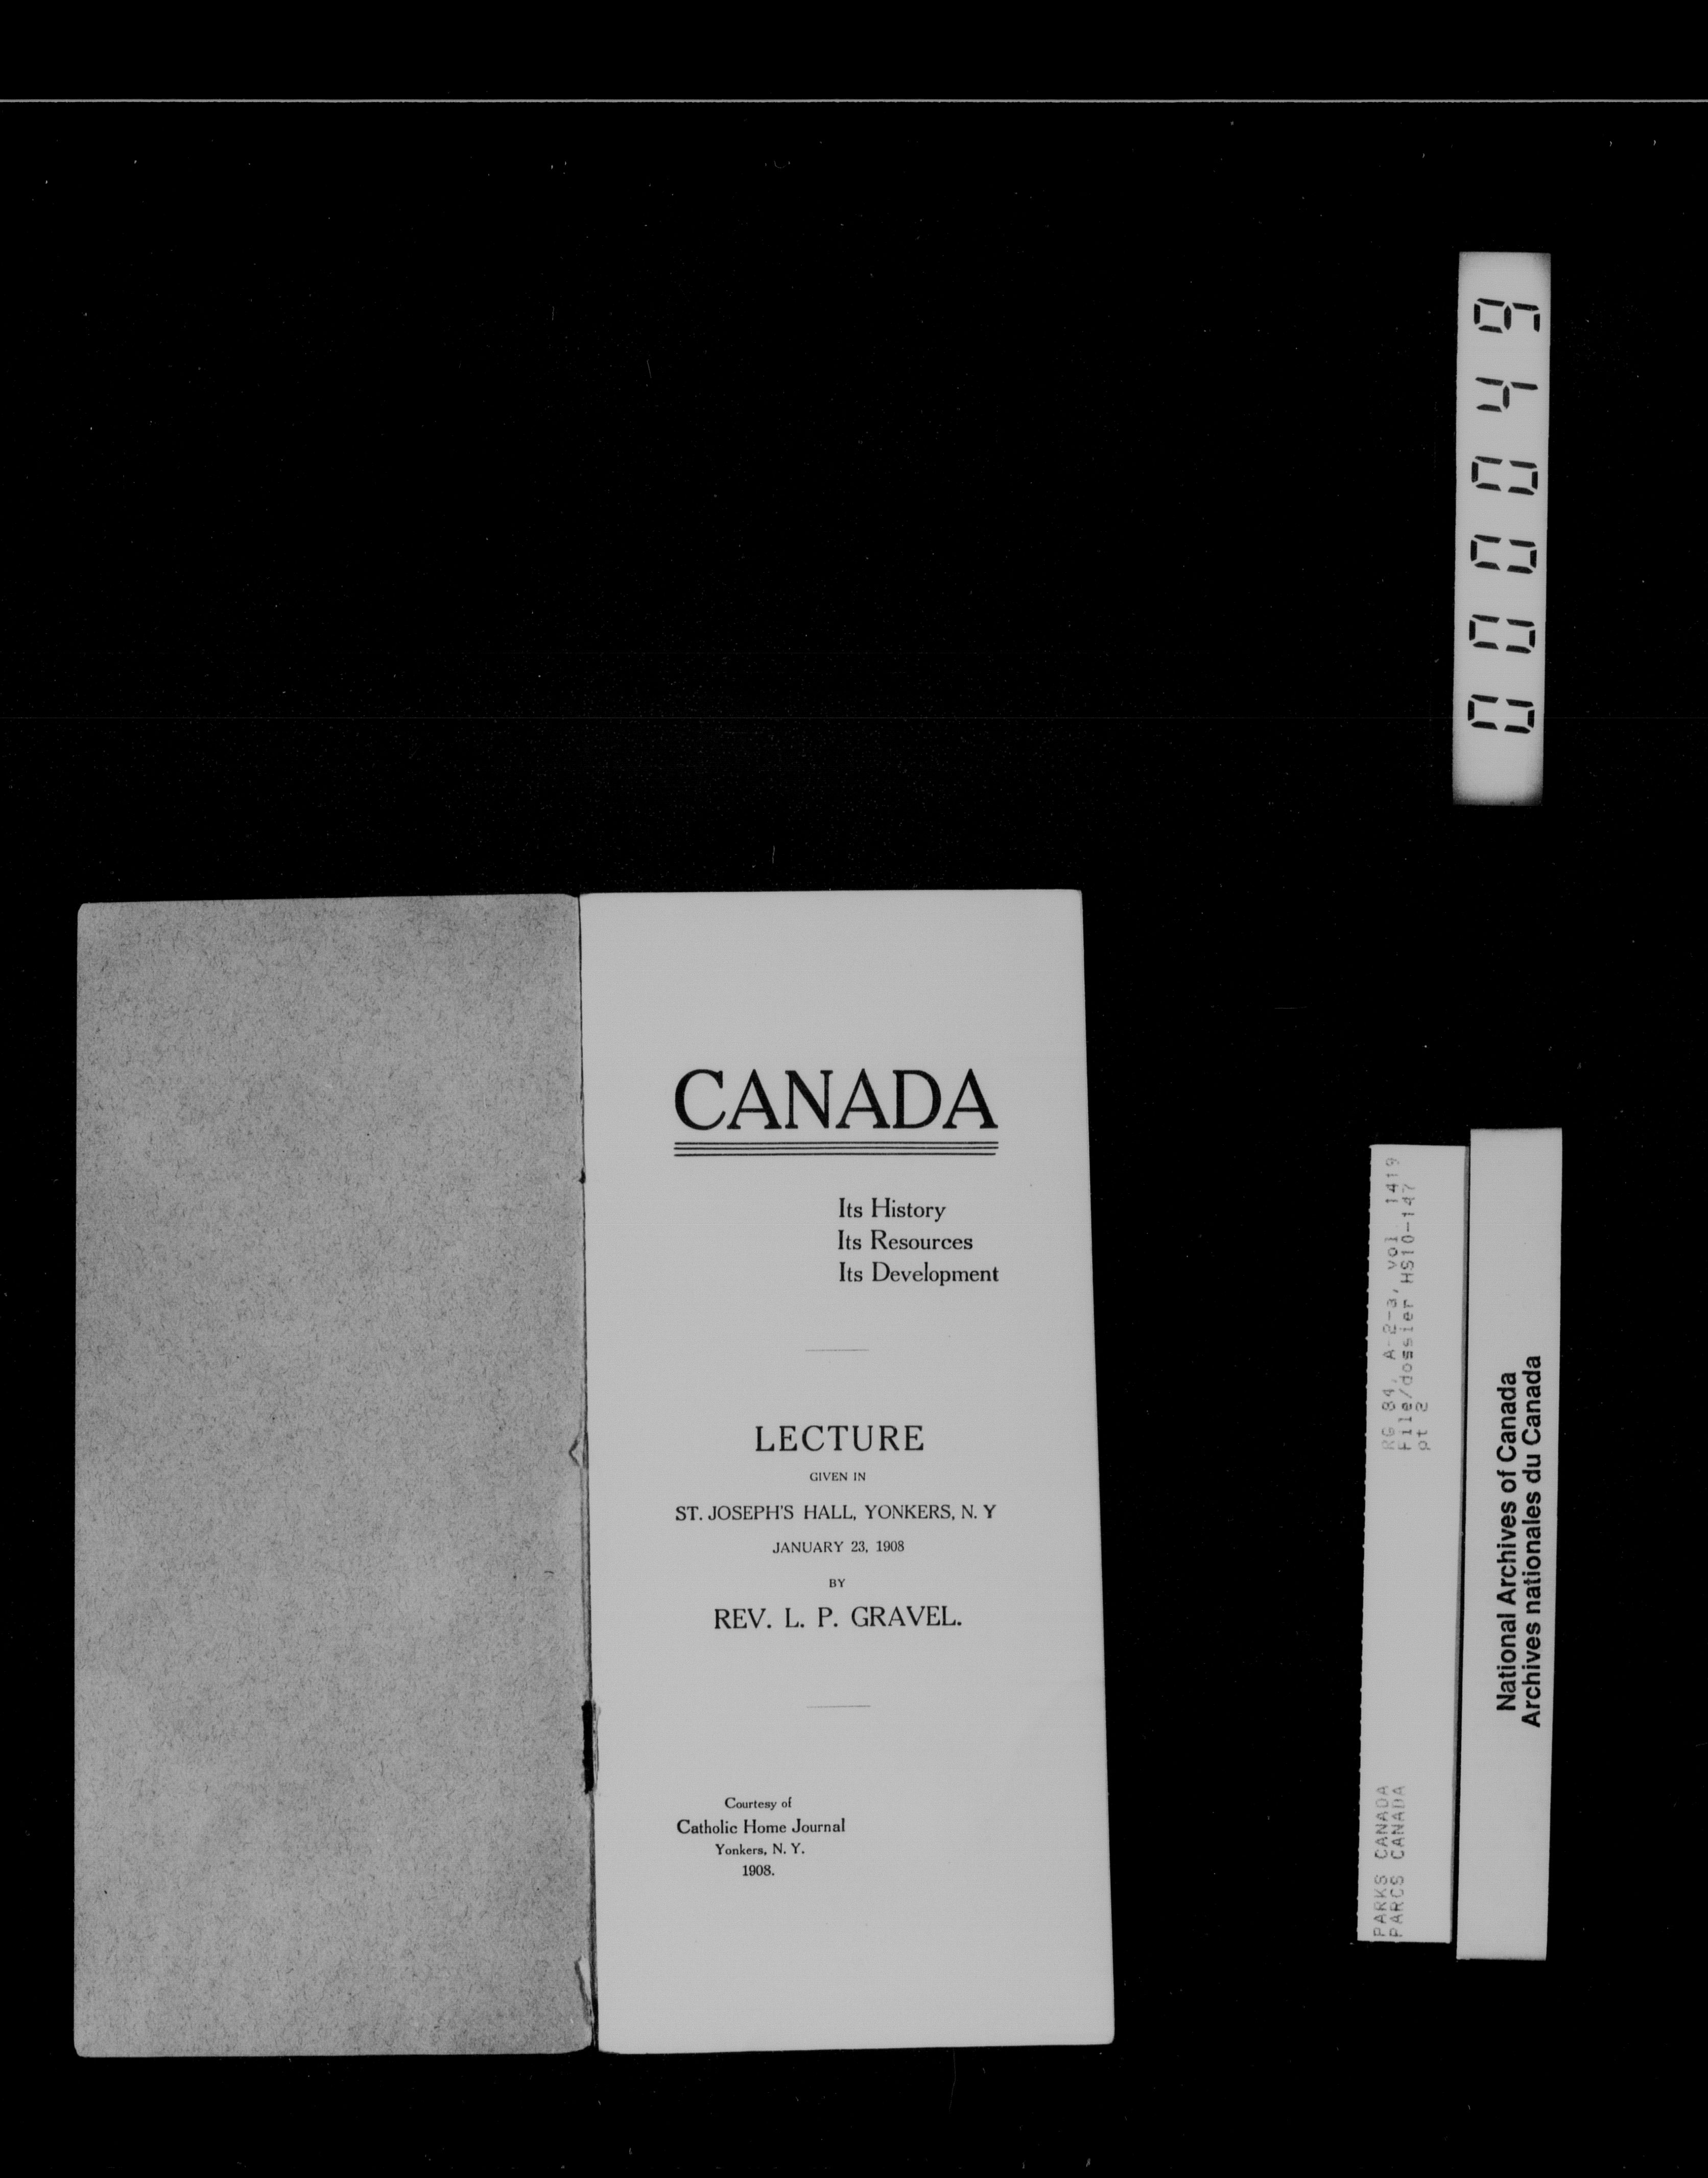 CANADA
Its History
Its Resources
Its Development
LECTURE
GIVEN IN
ST. JOSEPH'S HALL, YONKERS, N. Y
JANUARY 23, 1908
BY
REV. L. P. GRAVEL.
Courtesy of
Catholic Home Journal
Yonkers, N. Y.
1908.
000049
PARKS CANADA
PARCS CANADA
RG 84, A-2-a, vol. 1419
File/dossier HS10-147
pt 2
National Archives of Canada
Archives nationales du Canada